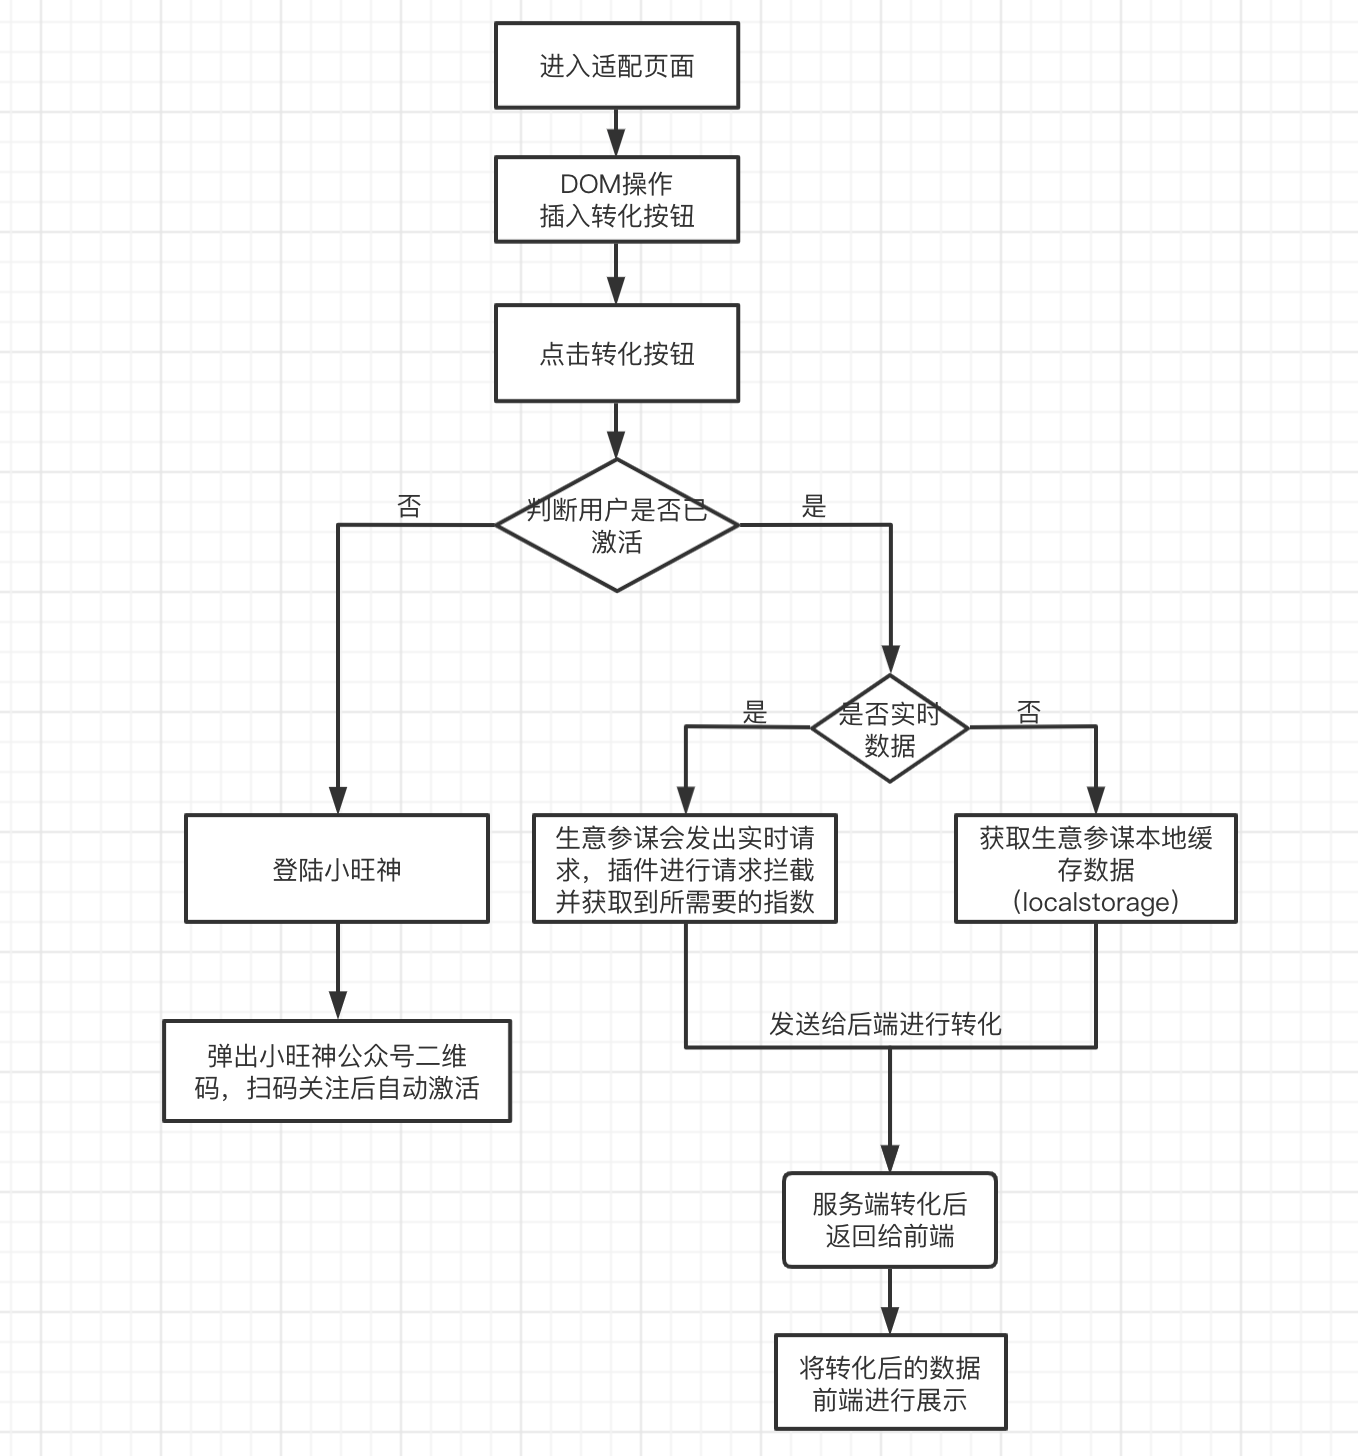 进入适配页面
DOM操作
插入转化按钮
点击转化按钮
否
判断用户是否已
激活
是
是
是否实时
数据
否
登陆小旺神
生意参谋会发出实时请
求，插件进行请求拦截
并获取到所需要的指数
获取生意参谋本地缓
存数据
（localstorage）
弹出小旺神公众号二维
码，扫码关注后自动激活
发送给后端进行转化
服务端转化后
返回给前端
将转化后的数据
前端进行展示